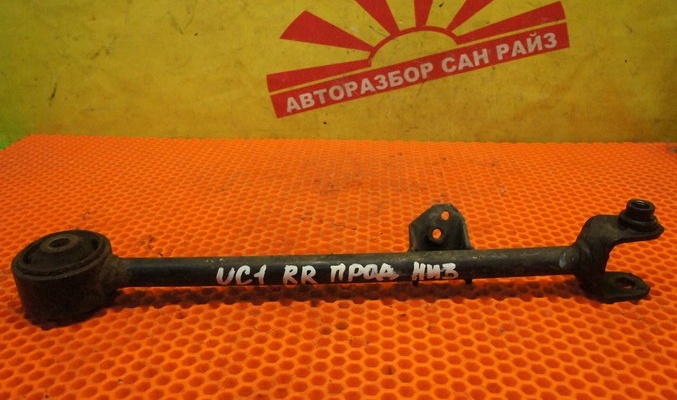 АВТОРАЗБОР САН РАЙЗ
UC1 RR ПРОД НИЗ